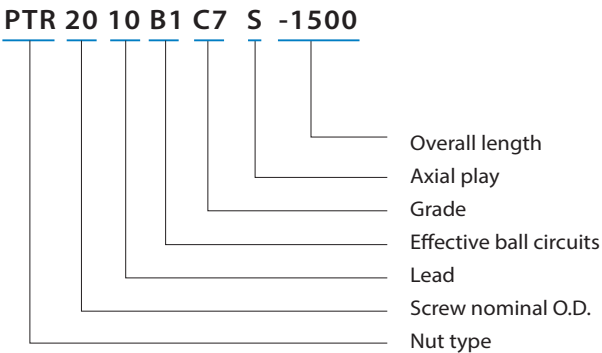 PTR 20 10 B1 C7 S -1500
Overall length
Axial play
Grade
Effective ball circuits
Lead
Screw nominal O.D.
Nut type